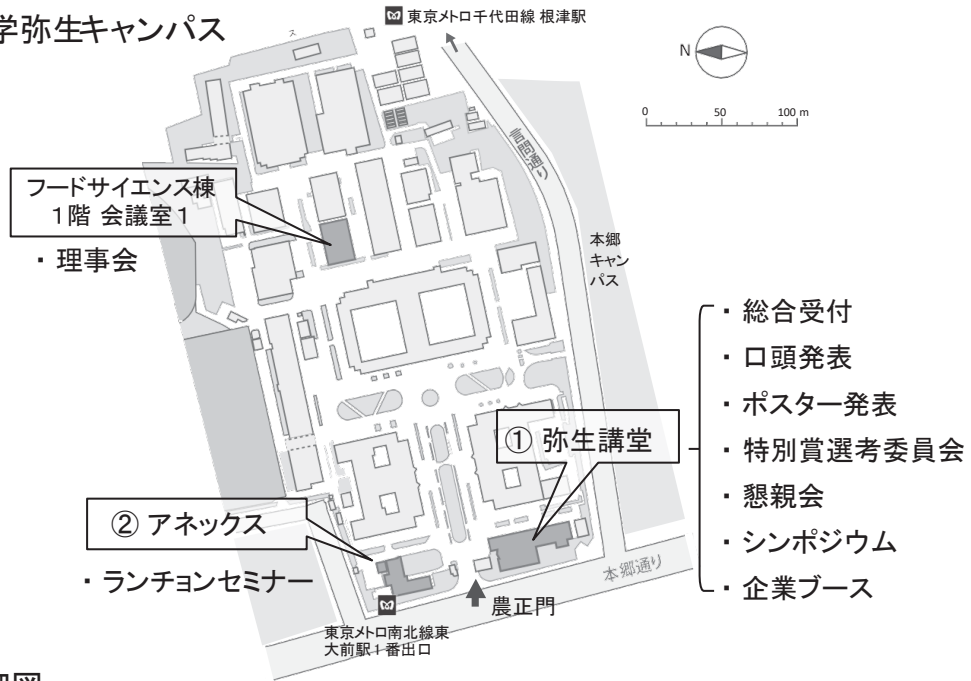 学弥生キャンパス
東京メトロ千代田線 根津駅
ス
N
0 50 100 m
言問通り
フードサイエンス棟
1階 会議室1
・理事会
本郷
キャン
パス
・総合受付
・口頭発表
・ポスター発表
・特別賞選考委員会
・懇親会
・シンポジウム
・企業ブース
① 弥生講堂
② アネックス
・ランチョンセミナー
本郷通り
農正門
東京メトロ南北線東
大前駅1番出口